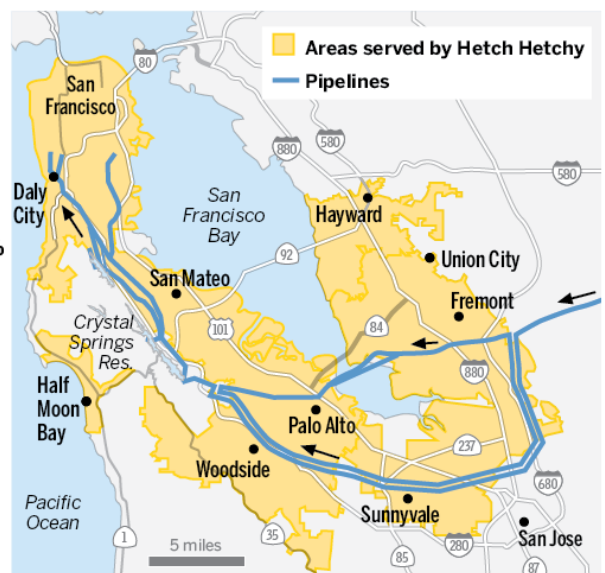 Areas served by Hetch Hetchy
Pipelines
80
San
Francisco
880
580
580
Daly
City
San
Francisco
Bay
Hayward
92
Union City
San Mateo
Fremont
Crystal
Springs
Res.
101
84
880
Half
Moon
Bay
Palo Alto
237
Woodside
680
Pacific
Ocean
Sunnyvale
San Jose
1
5 miles
35
85
280
87